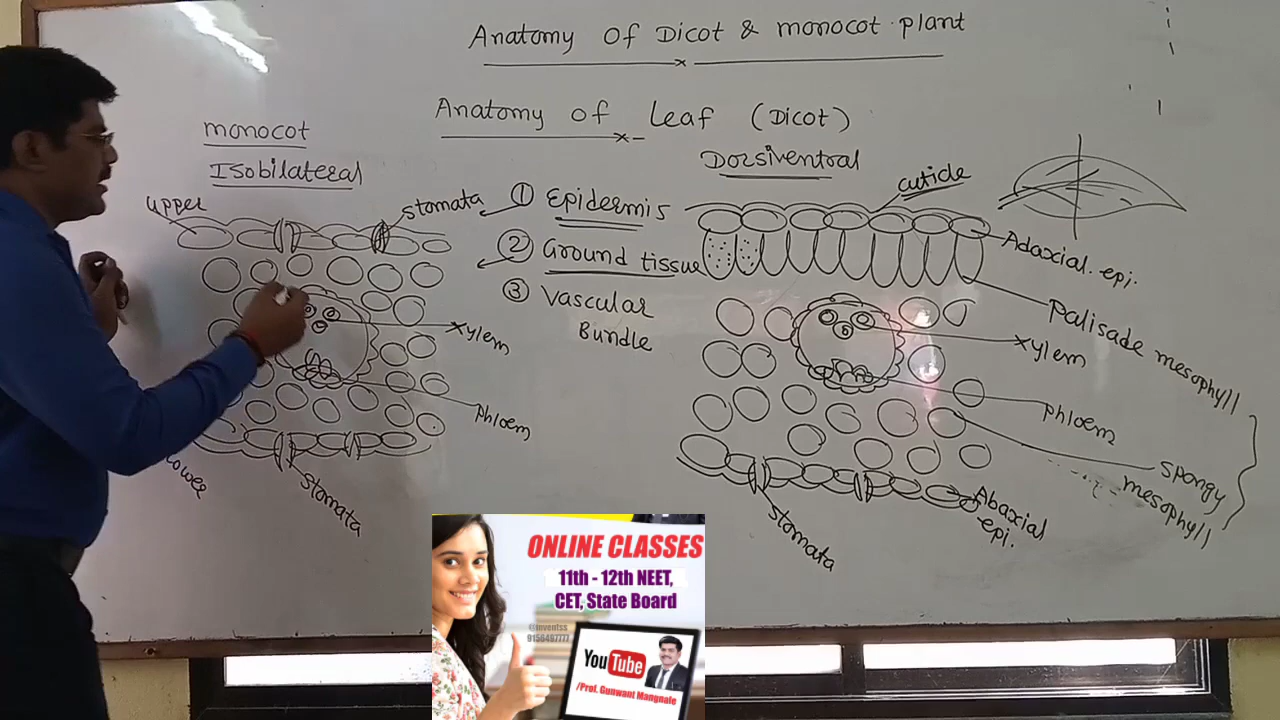 Anatomy Of Dicot & monocot plant
Anatomy of Leaf (Dicot)
monocot
Isobilateral
Dorsiventral
upper
stomata
① Epidermis
② Ground tissue
③ Vascular
Bundle
cuticle
Adaxial. epi.
Palisade mesophyll
xylem
xylem
phloem
phloem
spongy
mesophyll
lower
stomata
stomata
Abaxial
epi.
ONLINE CLASSES
11th - 12th NEET,
CET, State Board
@inventss
9156497777
YouTube
/Prof. Gunwant Mangnale